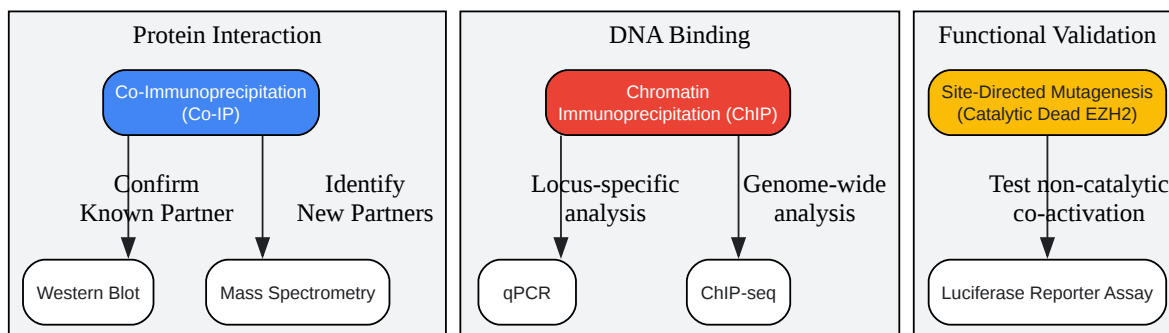 Protein Interaction
Co-Immunoprecipitation
(Co-IP)
Confirm
Known Partner
Identify
New Partners
Western Blot
Mass Spectrometry
DNA Binding
Chromatin
Immunoprecipitation (ChIP)
Locus-specific
analysis
Genome-wide
analysis
qPCR
ChIP-seq
Functional Validation
Site-Directed Mutagenesis
(Catalytic Dead EZH2)
Test non-catalytic
co-activation
Luciferase Reporter Assay